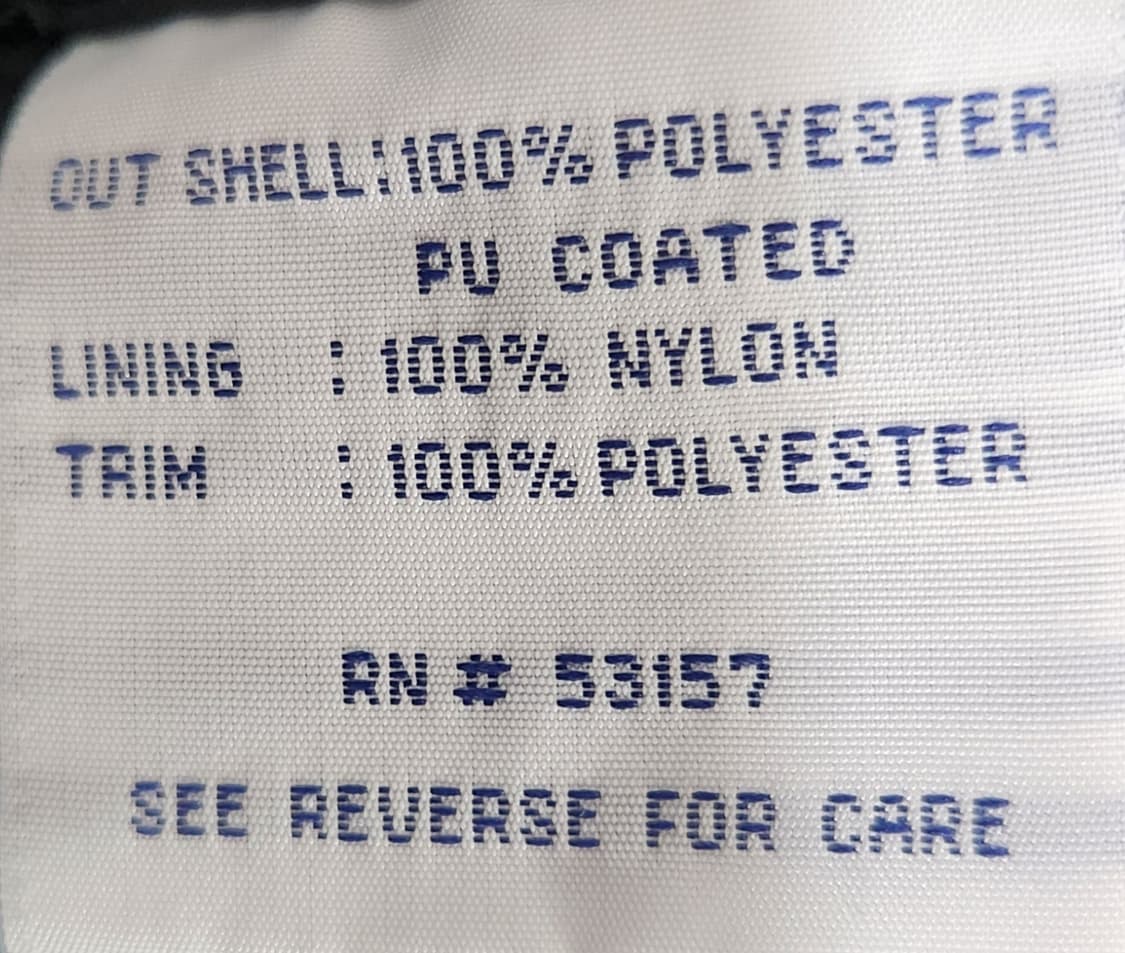 OUT SHELL:100% POLYESTER
PU COATED
LINING : 100% NYLON
TRIM : 100% POLYESTER
RN # 53157
SEE REVERSE FOR CARE